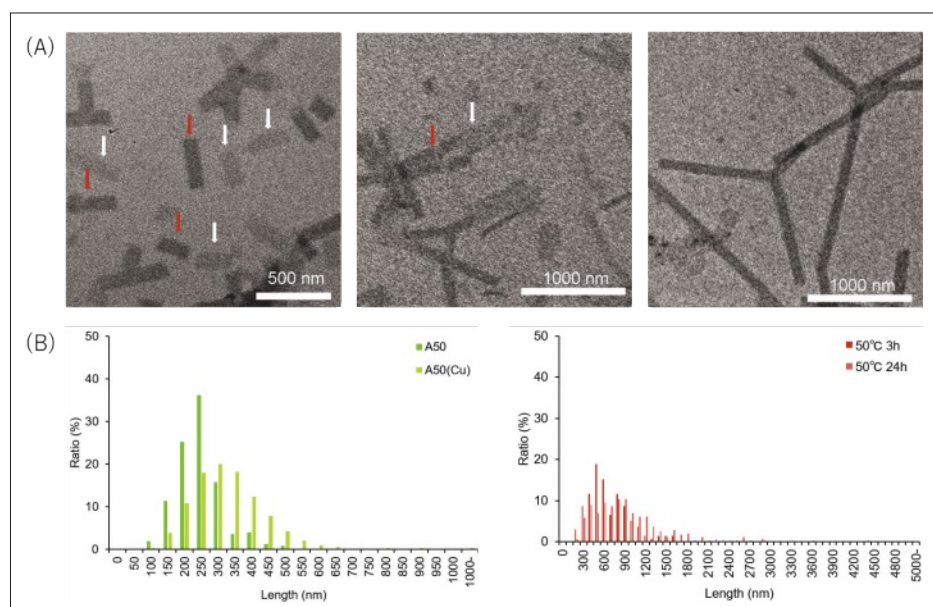 (A)
500 nm
1000 nm
1000 nm
(B)
50
40
30
20
10
0
Ratio (%)
A50
A50(Cu)
0 50 100 150 200 250 300 350 400 450 500 550 600 650 700 750 800 850 900 950 1000 1000-
Length (nm)
50
40
30
20
10
0
Ratio (%)
50°C 3h
50°C 24h
0 300 600 900 1200 1500 1800 2100 2400 2700 3000 3300 3600 3900 4200 4500 4800 5000-
Length (nm)